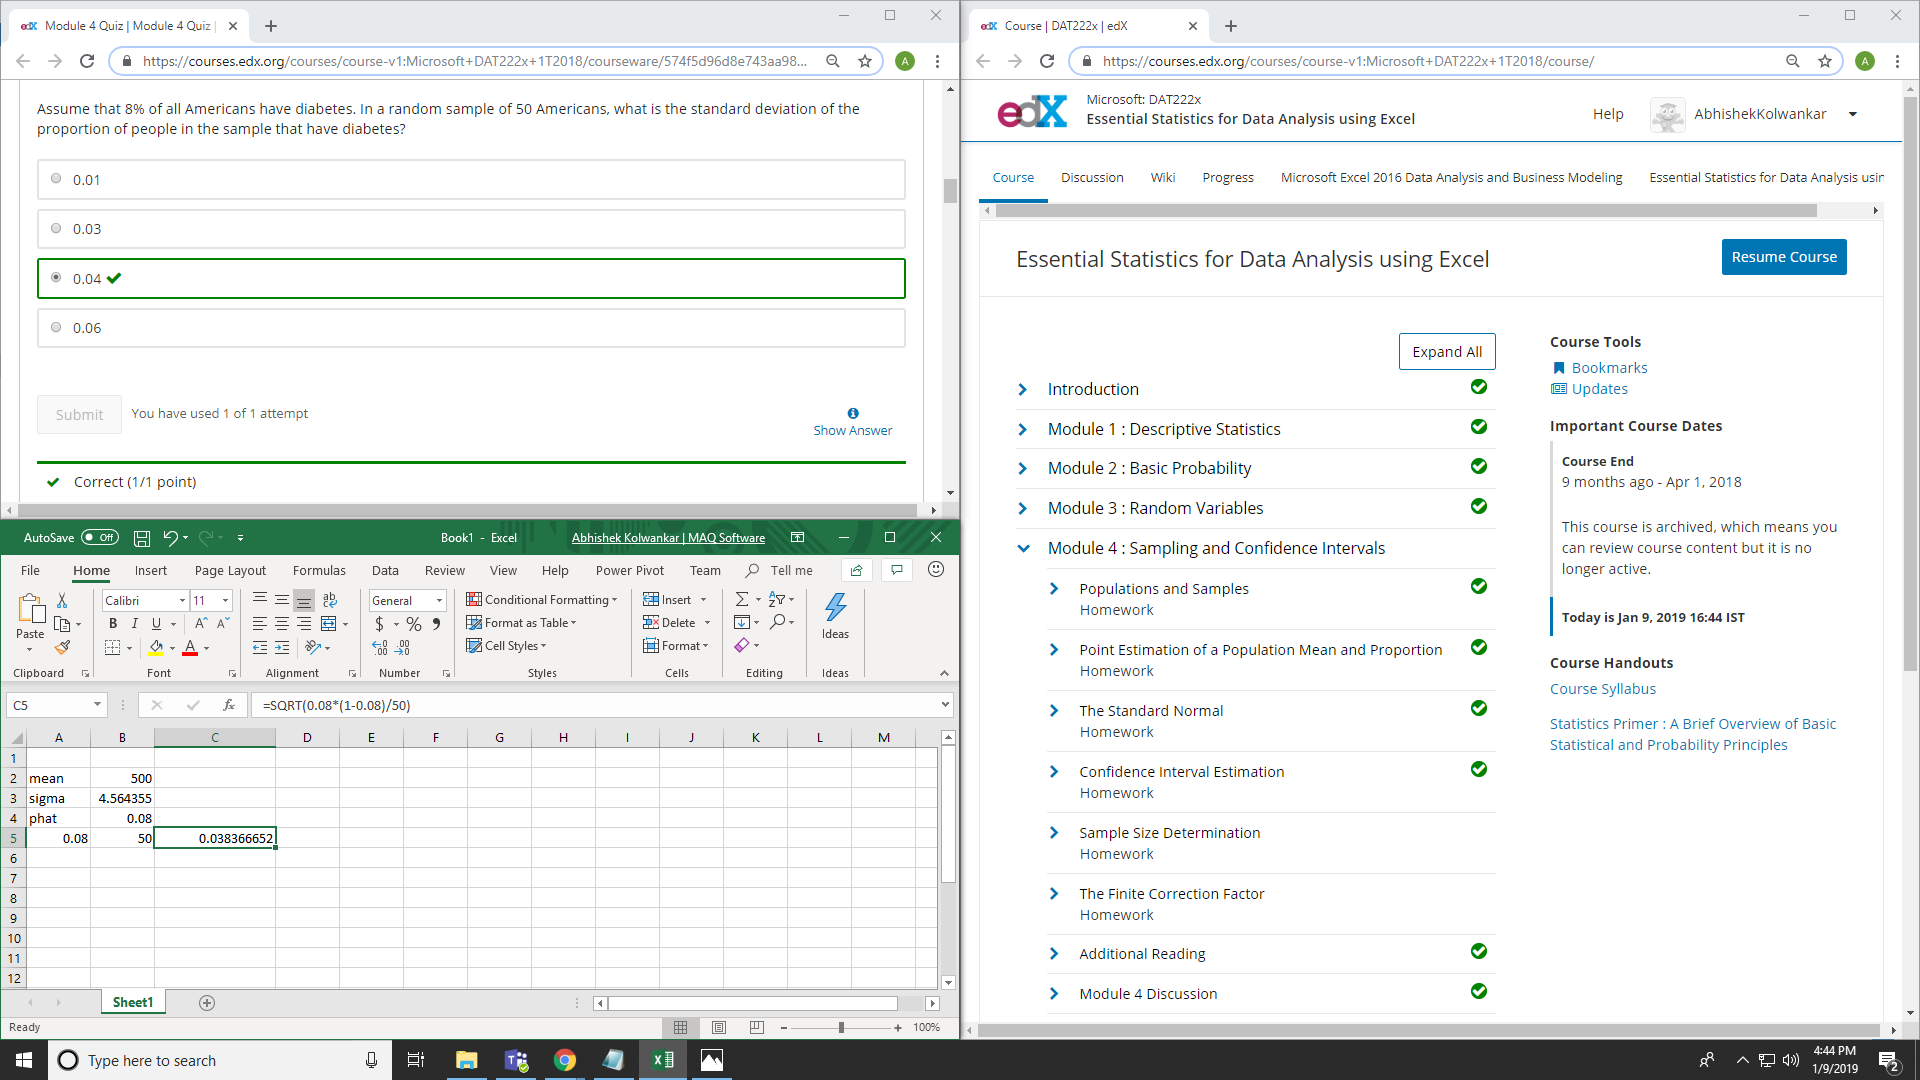 edX Module 4 Quiz | Module 4 Quiz |
https://courses.edx.org/courses/course-v1:Microsoft+DAT222x+1T2018/courseware/574f5d96d8e743aa98...
A
Assume that 8% of all Americans have diabetes. In a random sample of 50 Americans, what is the standard deviation of the
proportion of people in the sample that have diabetes?
0.01
0.03
0.04
0.06
Submit
You have used 1 of 1 attempt
Show Answer
Correct (1/1 point)
AutoSave Off
Book1 - Excel
Abhishek Kolwankar | MAQ Software
File Home Insert Page Layout Formulas Data Review View Help Power Pivot Team Tell me
Paste
Calibri 11
B I U
General
$ % ,
Conditional Formatting
Format as Table
Cell Styles
Insert
Delete
Format
Ideas
Clipboard Font Alignment Number Styles Cells Editing Ideas
C5 fx =SQRT(0.08*(1-0.08)/50)
A B C D E F G H I J K L M
1
2 mean 500
3 sigma 4.564355
4 phat 0.08
5 0.08 50 0.038366652
6
7
8
9
10
11
12
Sheet1
Ready
100%
edX Course | DAT222x | edX
https://courses.edx.org/courses/course-v1:Microsoft+DAT222x+1T2018/course/
A
edX
Microsoft: DAT222x
Essential Statistics for Data Analysis using Excel
Help
AbhishekKolwankar
Course Discussion Wiki Progress Microsoft Excel 2016 Data Analysis and Business Modeling Essential Statistics for Data Analysis usin
Essential Statistics for Data Analysis using Excel
Resume Course
Expand All
Introduction
Module 1 : Descriptive Statistics
Module 2 : Basic Probability
Module 3 : Random Variables
Module 4 : Sampling and Confidence Intervals
Populations and Samples
Homework
Point Estimation of a Population Mean and Proportion
Homework
The Standard Normal
Homework
Confidence Interval Estimation
Homework
Sample Size Determination
Homework
The Finite Correction Factor
Homework
Additional Reading
Module 4 Discussion
Course Tools
Bookmarks
Updates
Important Course Dates
Course End
9 months ago - Apr 1, 2018
This course is archived, which means you
can review course content but it is no
longer active.
Today is Jan 9, 2019 16:44 IST
Course Handouts
Course Syllabus
Statistics Primer : A Brief Overview of Basic
Statistical and Probability Principles
Type here to search
4:44 PM
1/9/2019
2